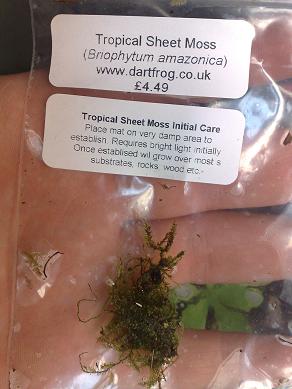 Tropical Sheet Moss
(Briophytum amazonica)
www.dartfrog.co.uk
£4.49
Tropical Sheet Moss Initial Care
Place mat on very damp area to
establish. Requires bright light initially
Once estabilised wil grow over most s
substrates, rocks, wood etc.-